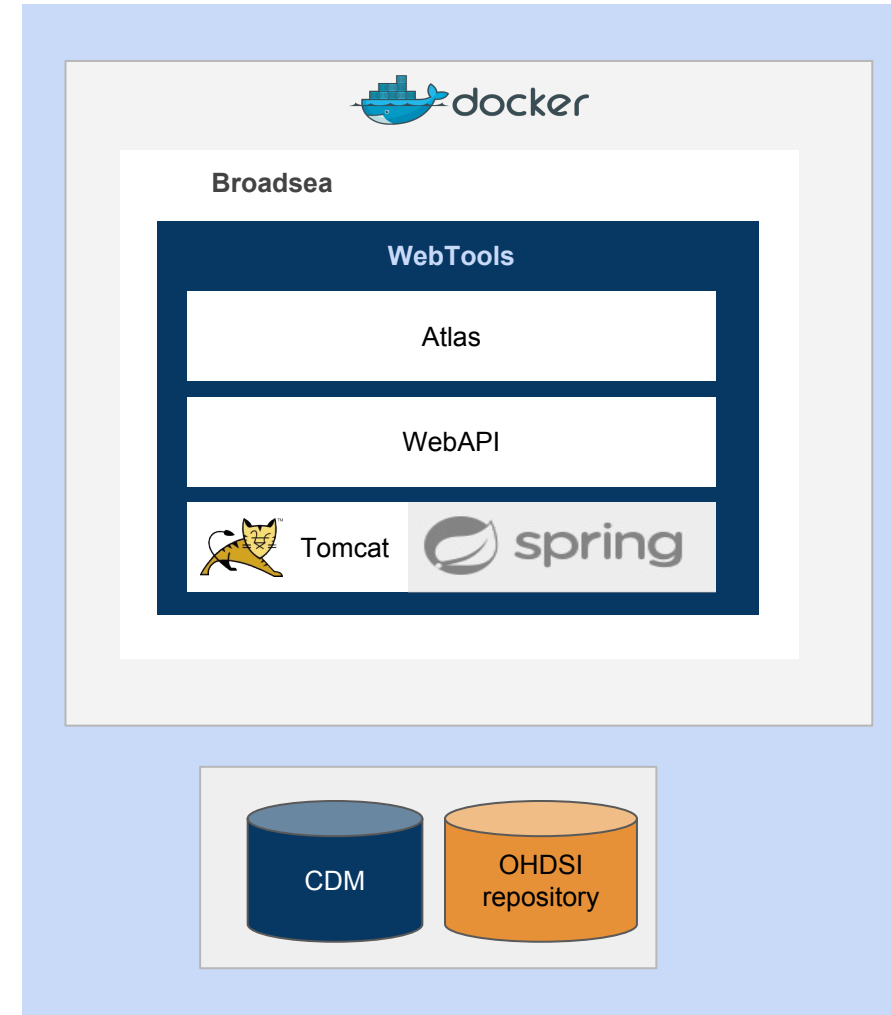 docker
Broadsea
WebTools
Atlas
WebAPI
Tomcat
spring
CDM
OHDSI
repository